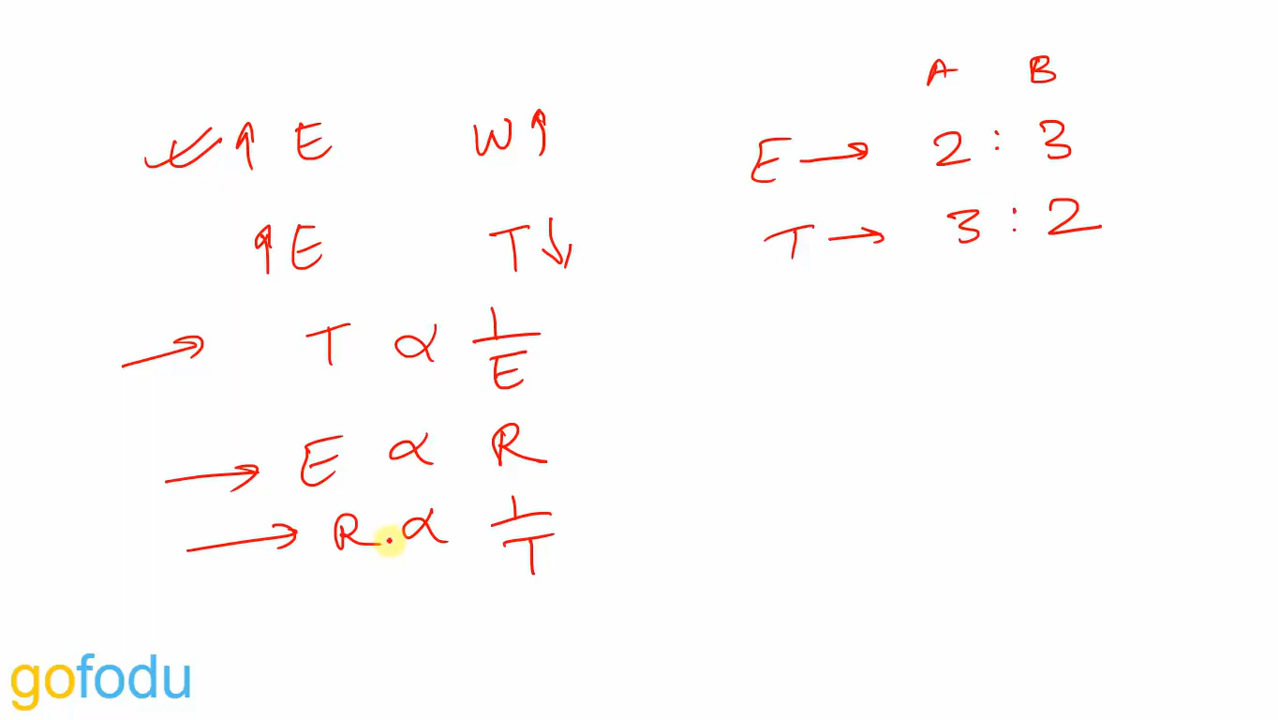 ↑ E W ↑
↑ E T ↓
→ T ∝ 1/E
→ E ∝ R
→ R ∝ 1/T
A B
E → 2 : 3
T → 3 : 2
gofodu